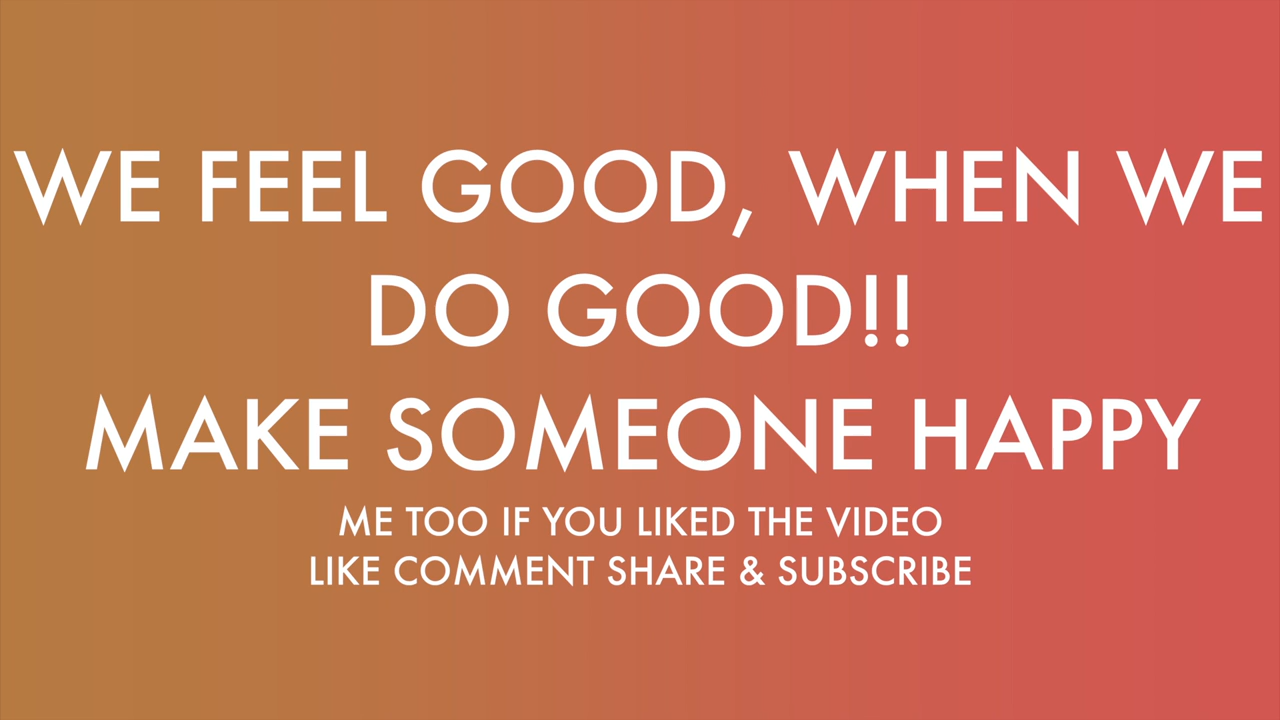 WE FEEL GOOD, WHEN WE
DO GOOD!!
MAKE SOMEONE HAPPY
ME TOO IF YOU LIKED THE VIDEO
LIKE COMMENT SHARE & SUBSCRIBE